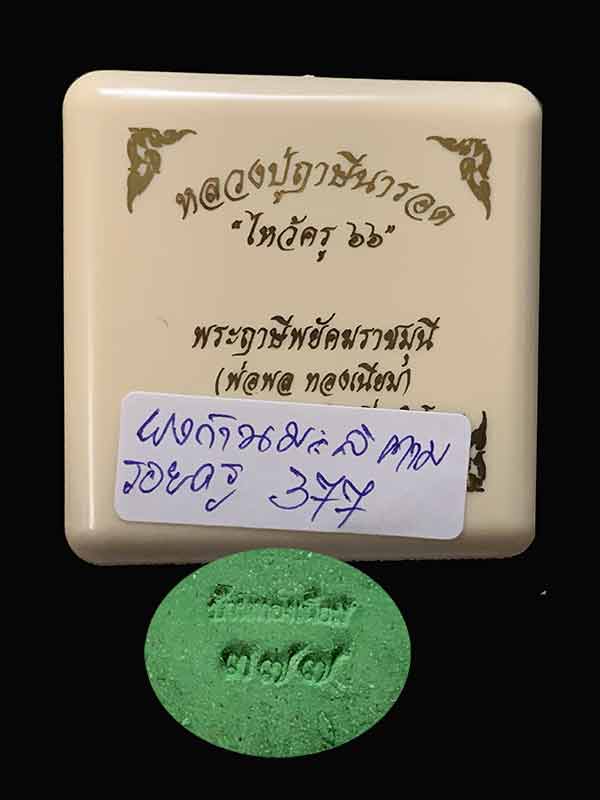 หลวงปู่ฤาษีนารอด
"ไหว้ครู ๖๖"
พระฤาษีพยัคฆราชมุนี
(พ่อพล ทองเนียม)
ผงก้านมะลิ ตาม
รอยครู 377
๓๗๗